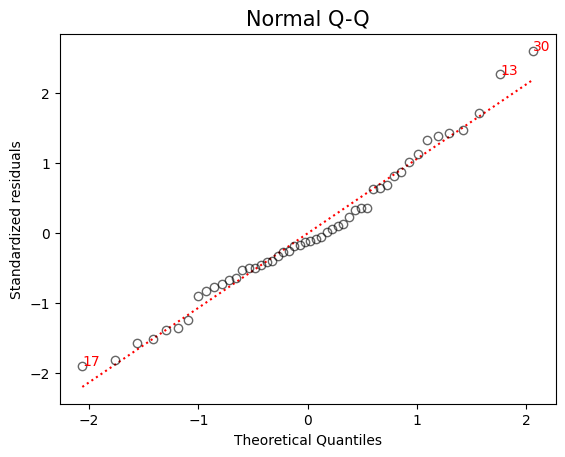 Normal Q-Q
30
13
17
Standardized residuals
2
1
0
−1
−2
−2 −1 0 1 2
Theoretical Quantiles